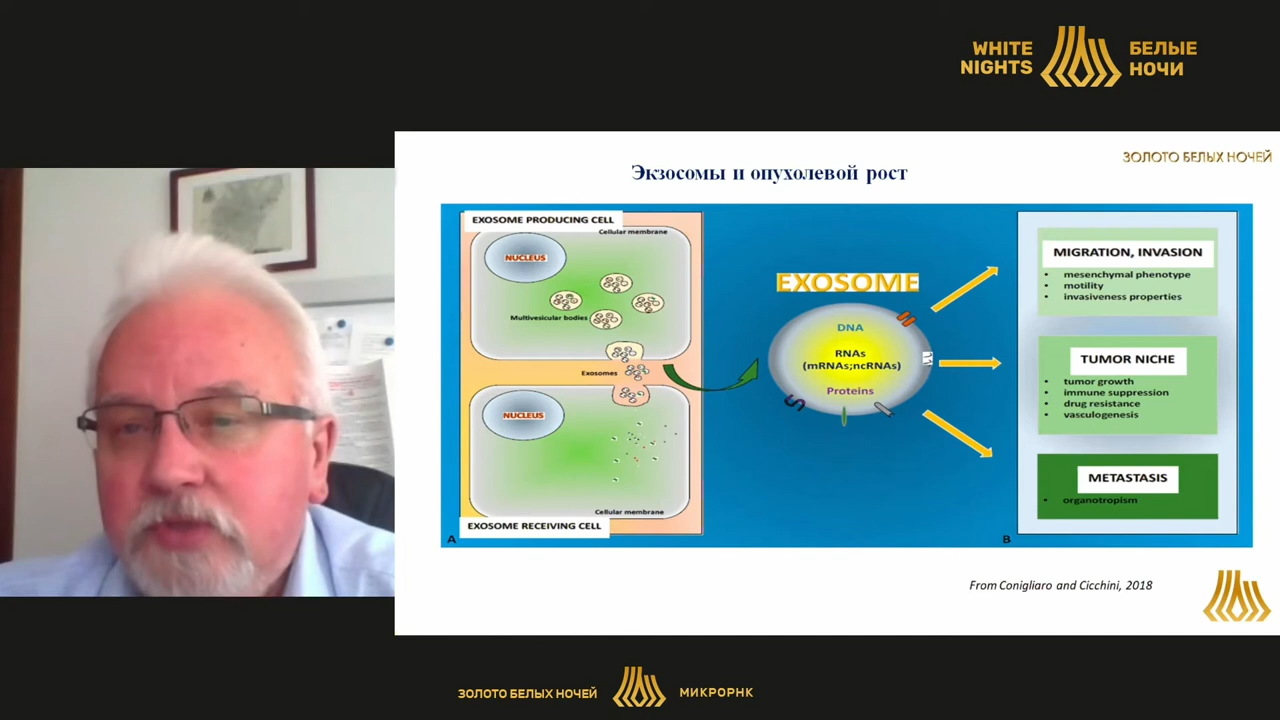 WHITE
NIGHTS
БЕЛЫЕ
НОЧИ
ЗОЛОТО БЕЛЫХ НОЧЕЙ
Экзосомы и опухолевой рост
EXOSOME PRODUCING CELL
Cellular membrane
NUCLEUS
Multivesicular bodies
Exosomes
NUCLEUS
Cellular membrane
EXOSOME RECEIVING CELL
A
EXOSOME
DNA
RNAs
(mRNAs;ncRNAs)
Proteins
MIGRATION, INVASION
• mesenchymal phenotype
• motility
• invasiveness properties
TUMOR NICHE
• tumor growth
• immune suppression
• drug resistance
• vasculogenesis
METASTASIS
• organotropism
B
From Conigliaro and Cicchini, 2018
ЗОЛОТО БЕЛЫХ НОЧЕЙ
МИКРОРНК